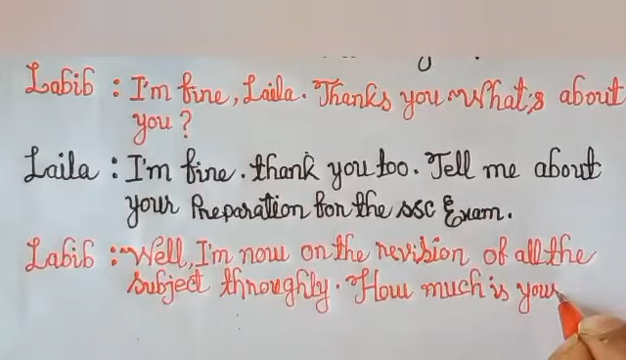 Labib : I'm fine, Laila. Thanks you What's about
you ?
Laila : I'm fine. thank you too. Tell me about
your Preparation for the SSC Exam.
Labib : Well, I'm now on the revision of all the
subject throughly. How much is your